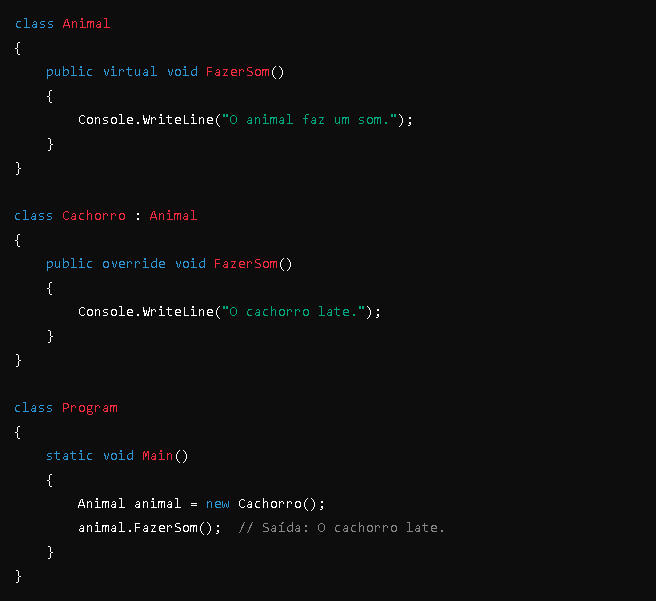 class Animal
{
    public virtual void FazerSom()
    {
        Console.WriteLine("O animal faz um som.");
    }
}

class Cachorro : Animal
{
    public override void FazerSom()
    {
        Console.WriteLine("O cachorro late.");
    }
}

class Program
{
    static void Main()
    {
        Animal animal = new Cachorro();
        animal.FazerSom();  // Saída: O cachorro late.
    }
}